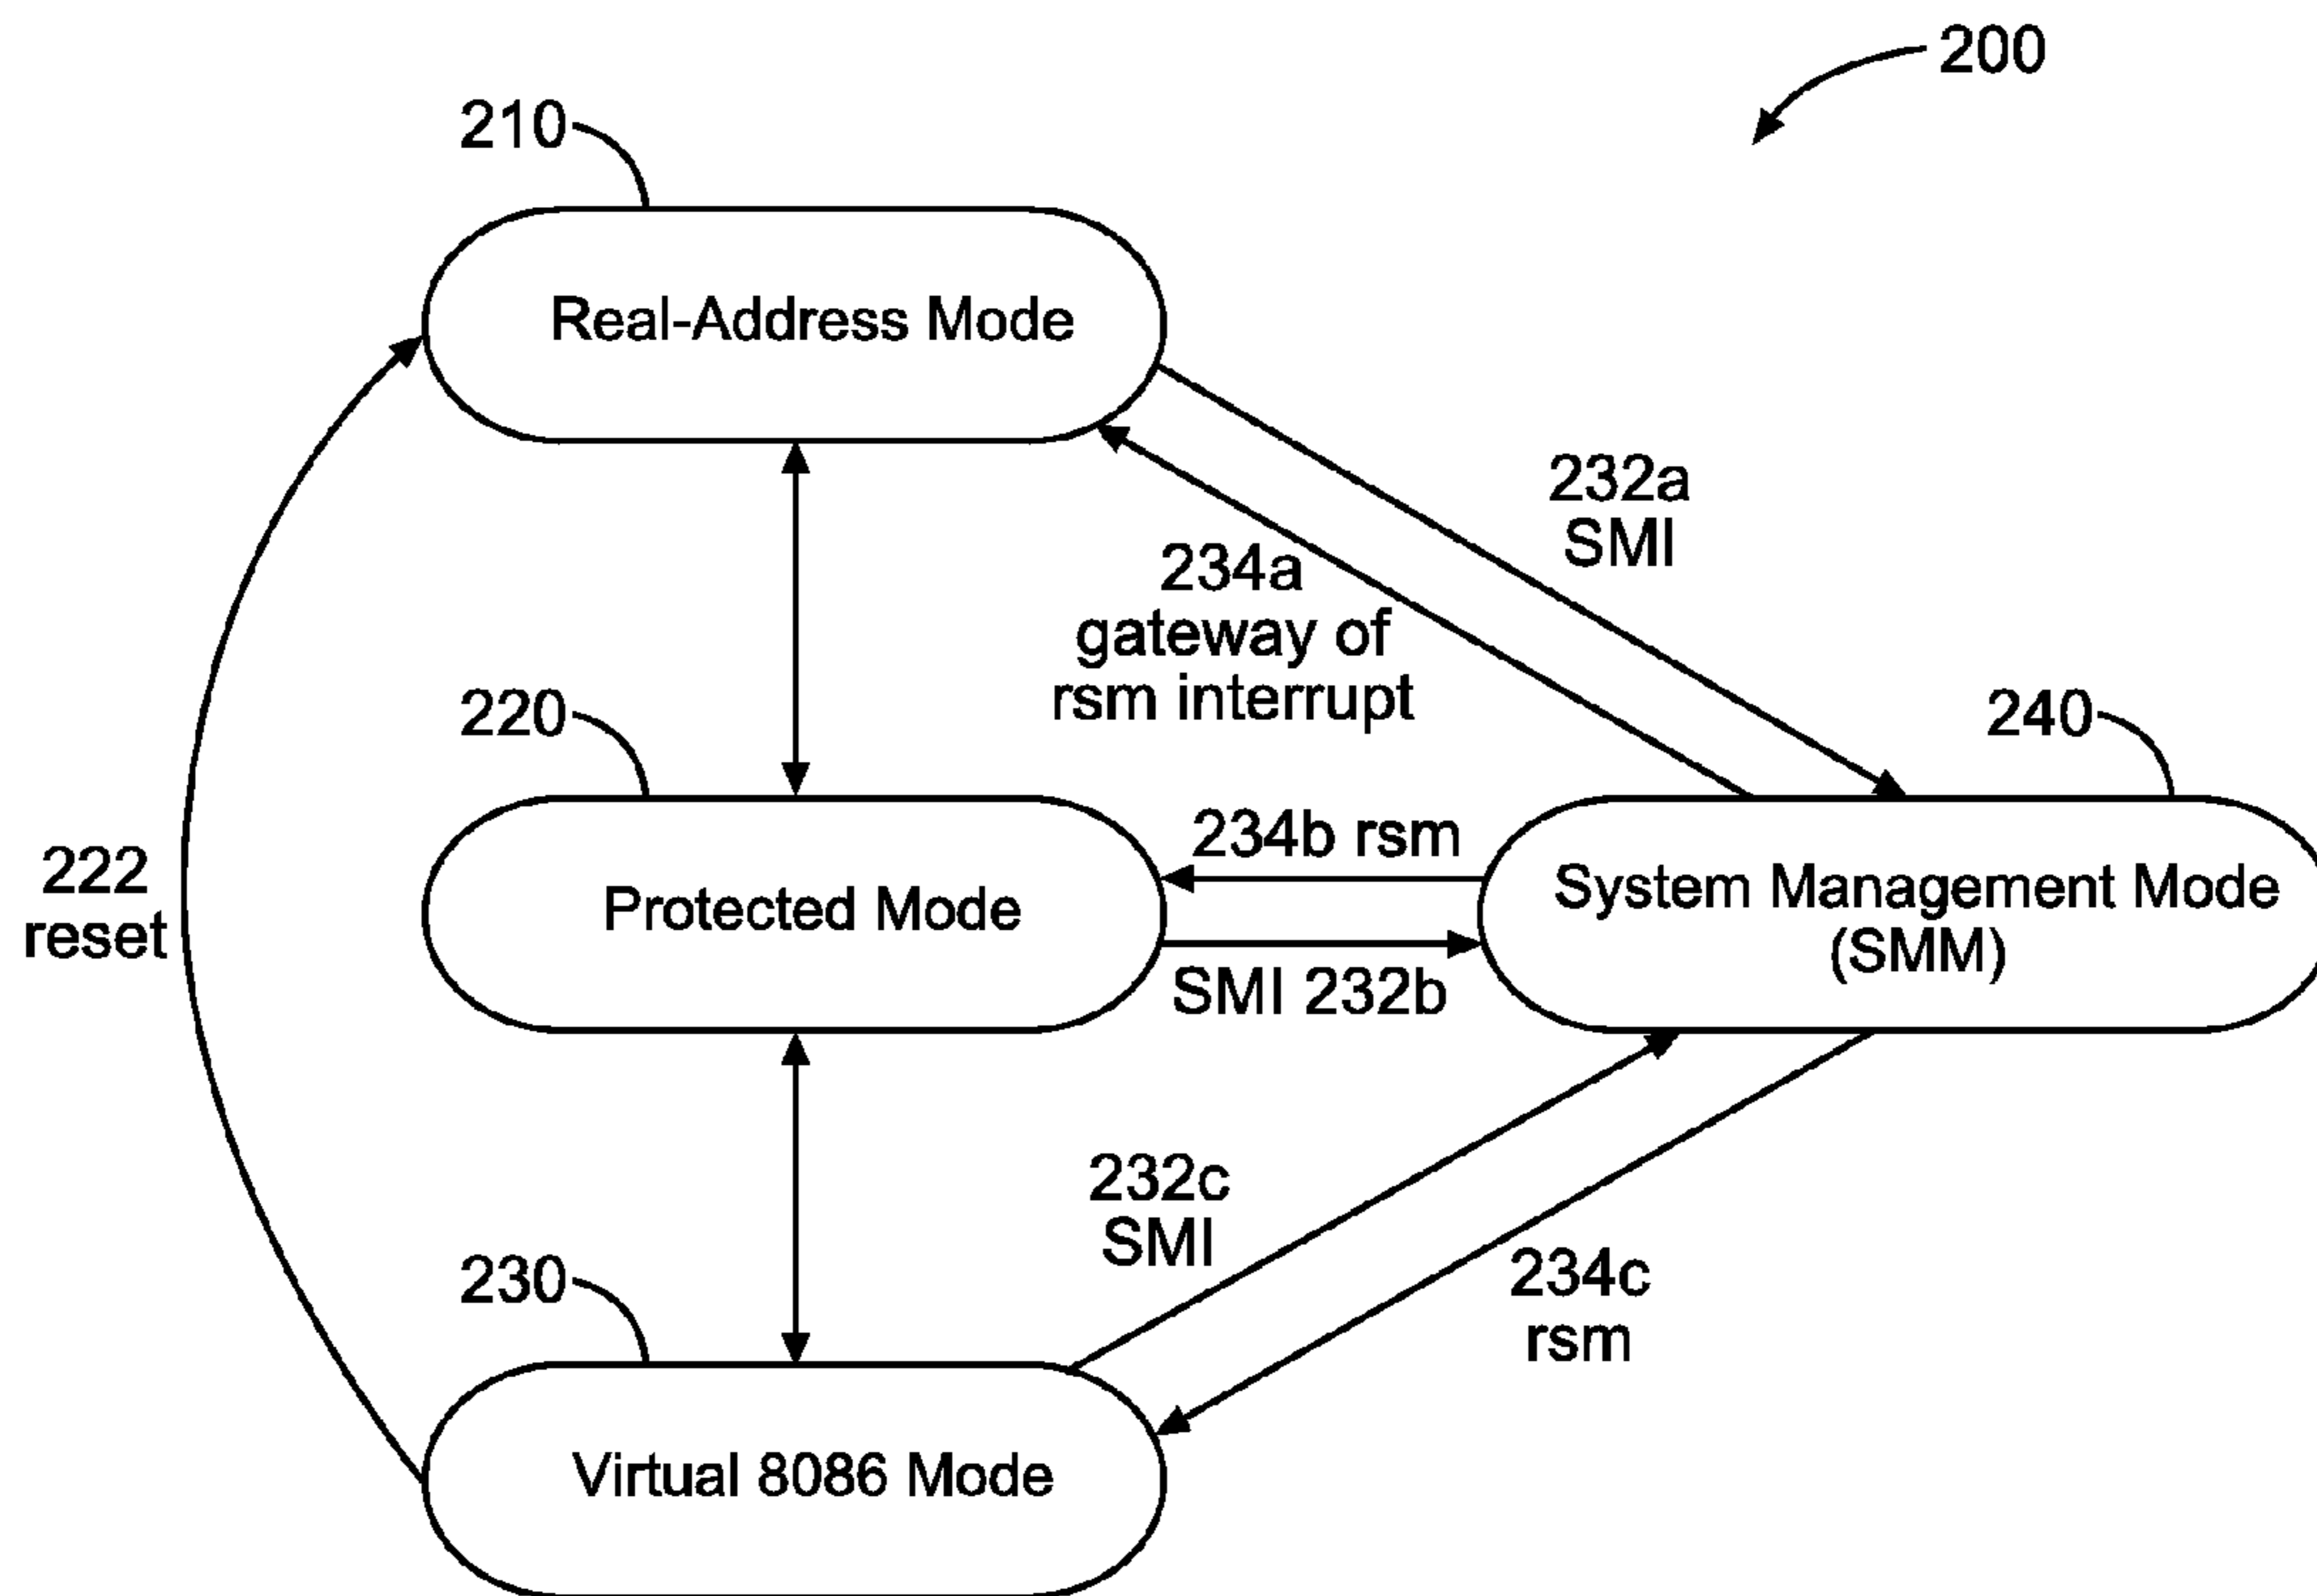 200
210
Real-Address Mode
232a
SMI
234a
gateway of
rsm interrupt
220
240
234b rsm
Protected Mode
System Management Mode
(SMM)
SMI 232b
222
reset
232c
SMI
230
234c
rsm
Virtual 8086 Mode